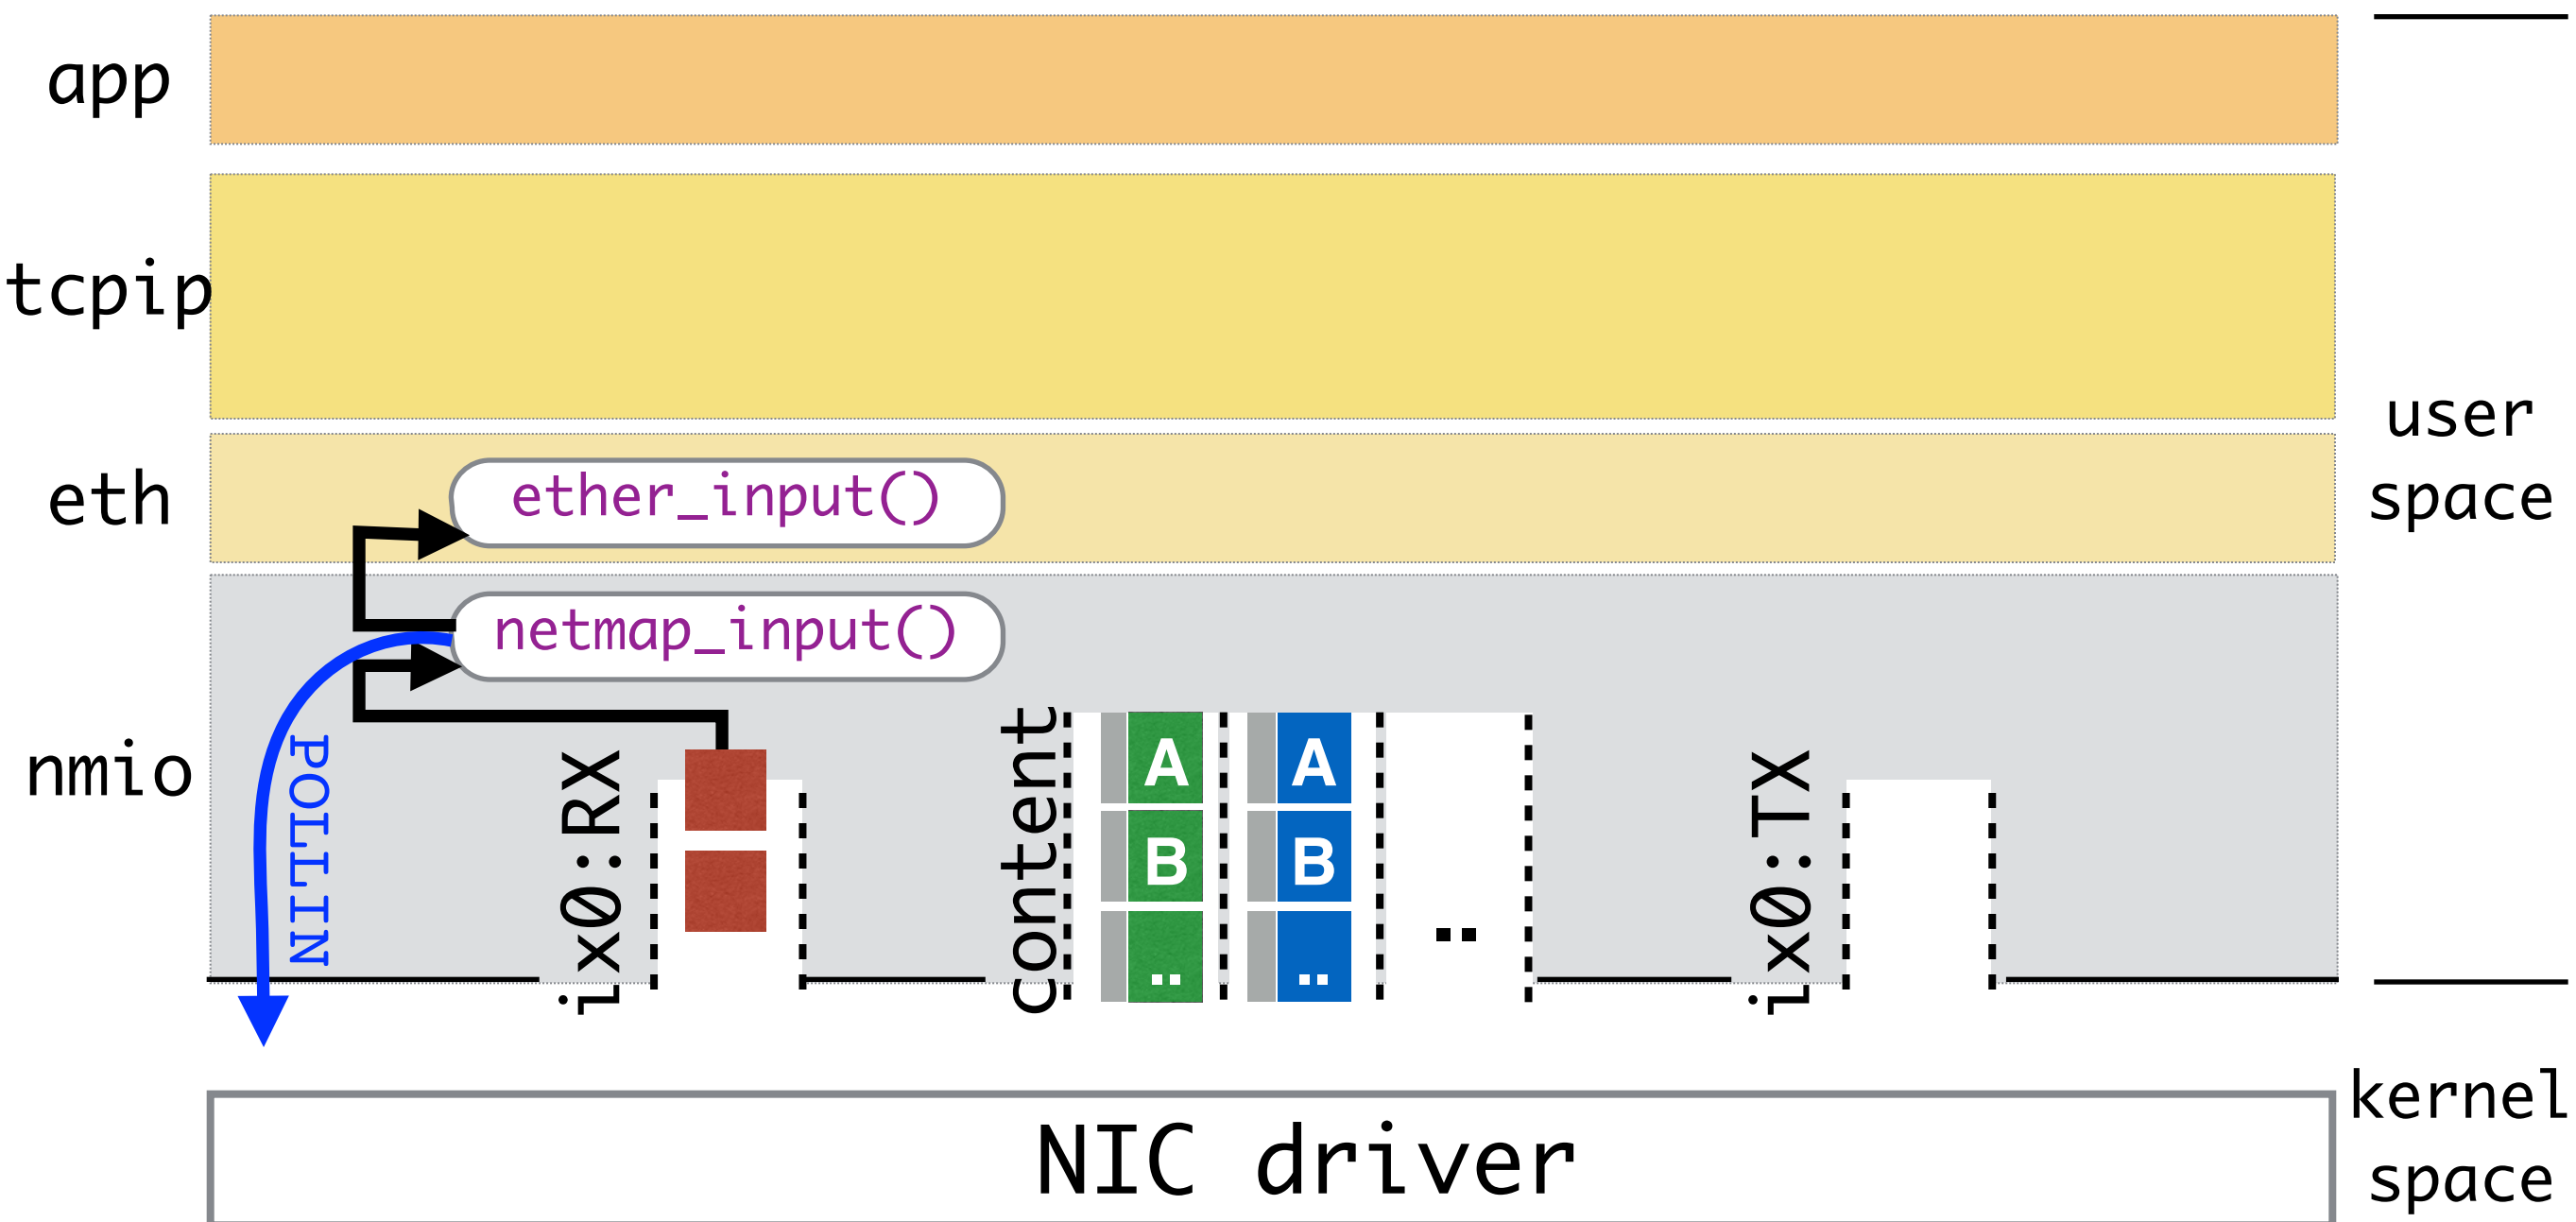 app
tcpip
eth
ether_input()
user
space
nmio
netmap_input()
POLLIN
ix0:RX
content
A
A
B
B
..
..
..
ix0:TX
NIC driver
kernel
space